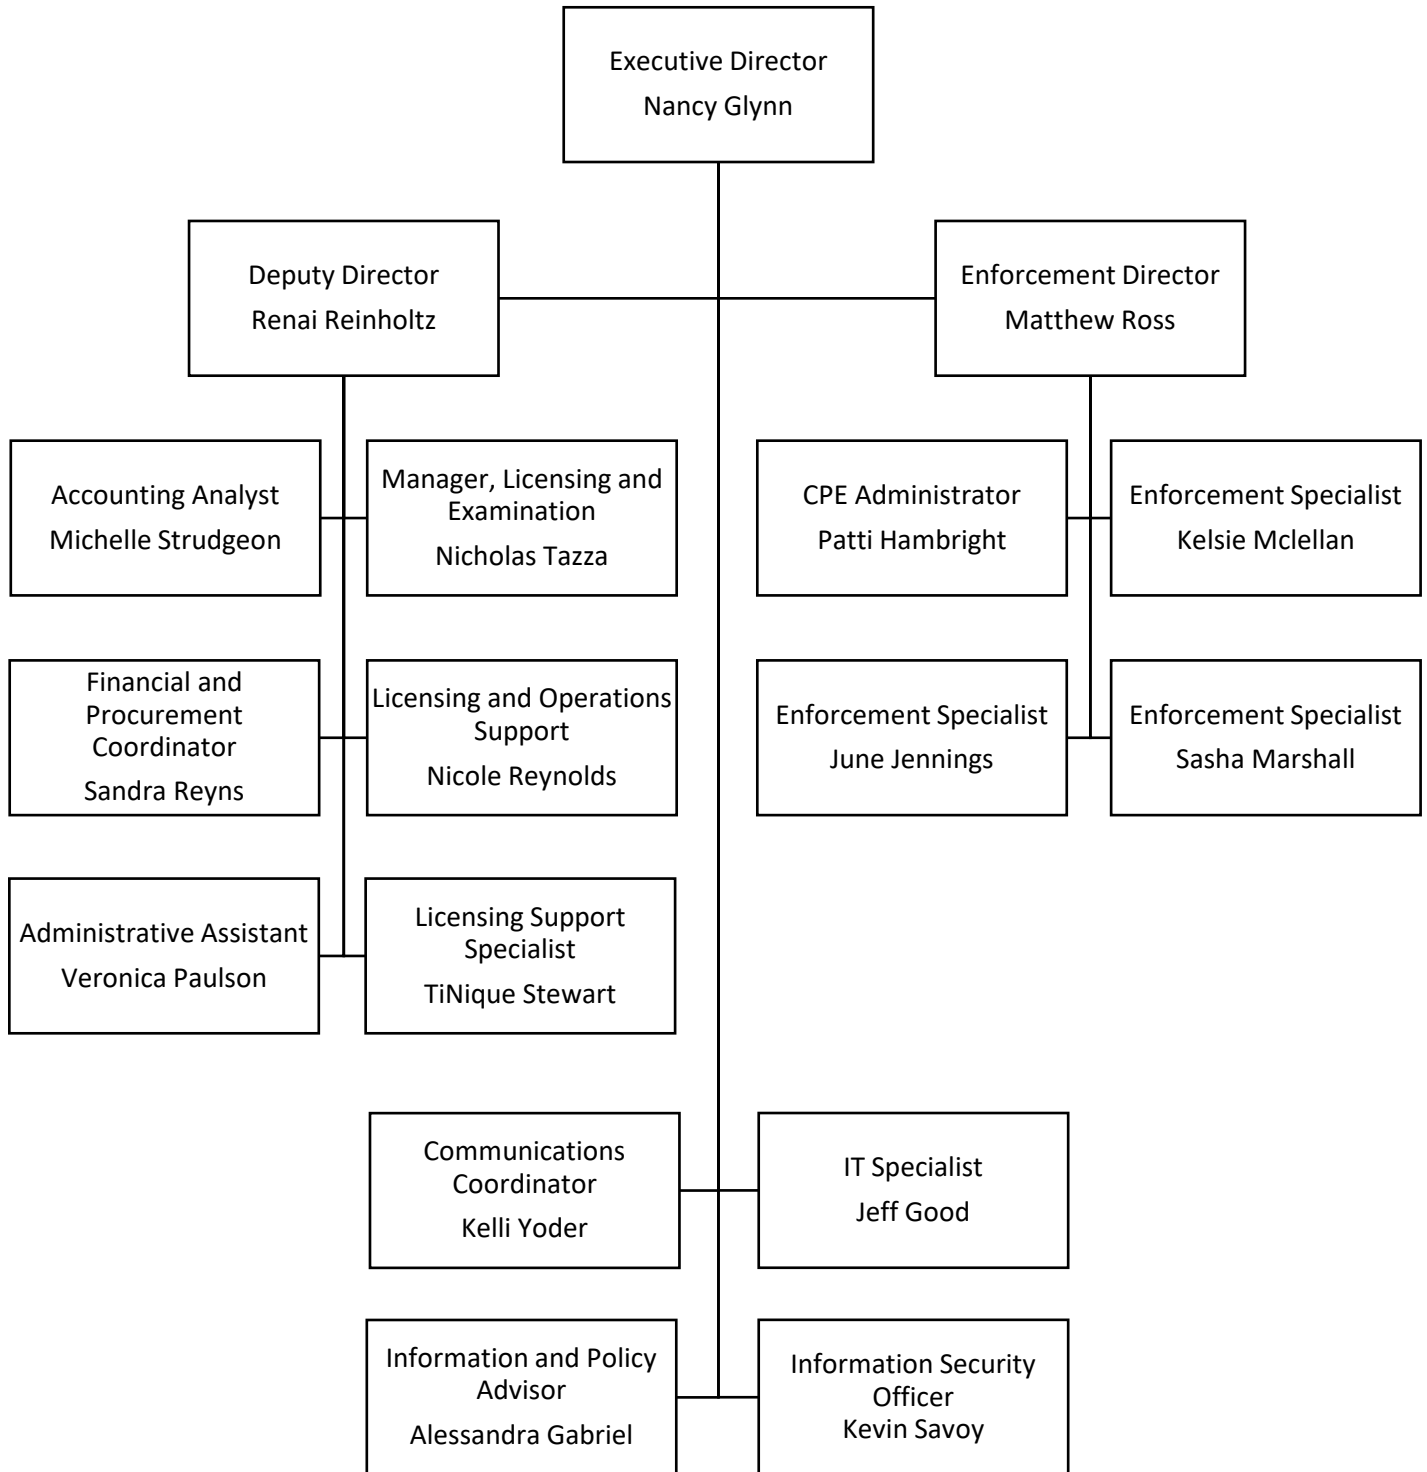 Executive Director
Nancy Glynn
Deputy Director
Renai Reinholtz
Enforcement Director
Matthew Ross
Accounting Analyst
Michelle Strudgeon
Manager, Licensing and
Examination
Nicholas Tazza
CPE Administrator
Patti Hambright
Enforcement Specialist
Kelsie Mclellan
Financial and
Procurement
Coordinator
Sandra Reyns
Licensing and Operations
Support
Nicole Reynolds
Enforcement Specialist
June Jennings
Enforcement Specialist
Sasha Marshall
Administrative Assistant
Veronica Paulson
Licensing Support
Specialist
TiNique Stewart
Communications
Coordinator
Kelli Yoder
IT Specialist
Jeff Good
Information and Policy
Advisor
Alessandra Gabriel
Information Security
Officer
Kevin Savoy